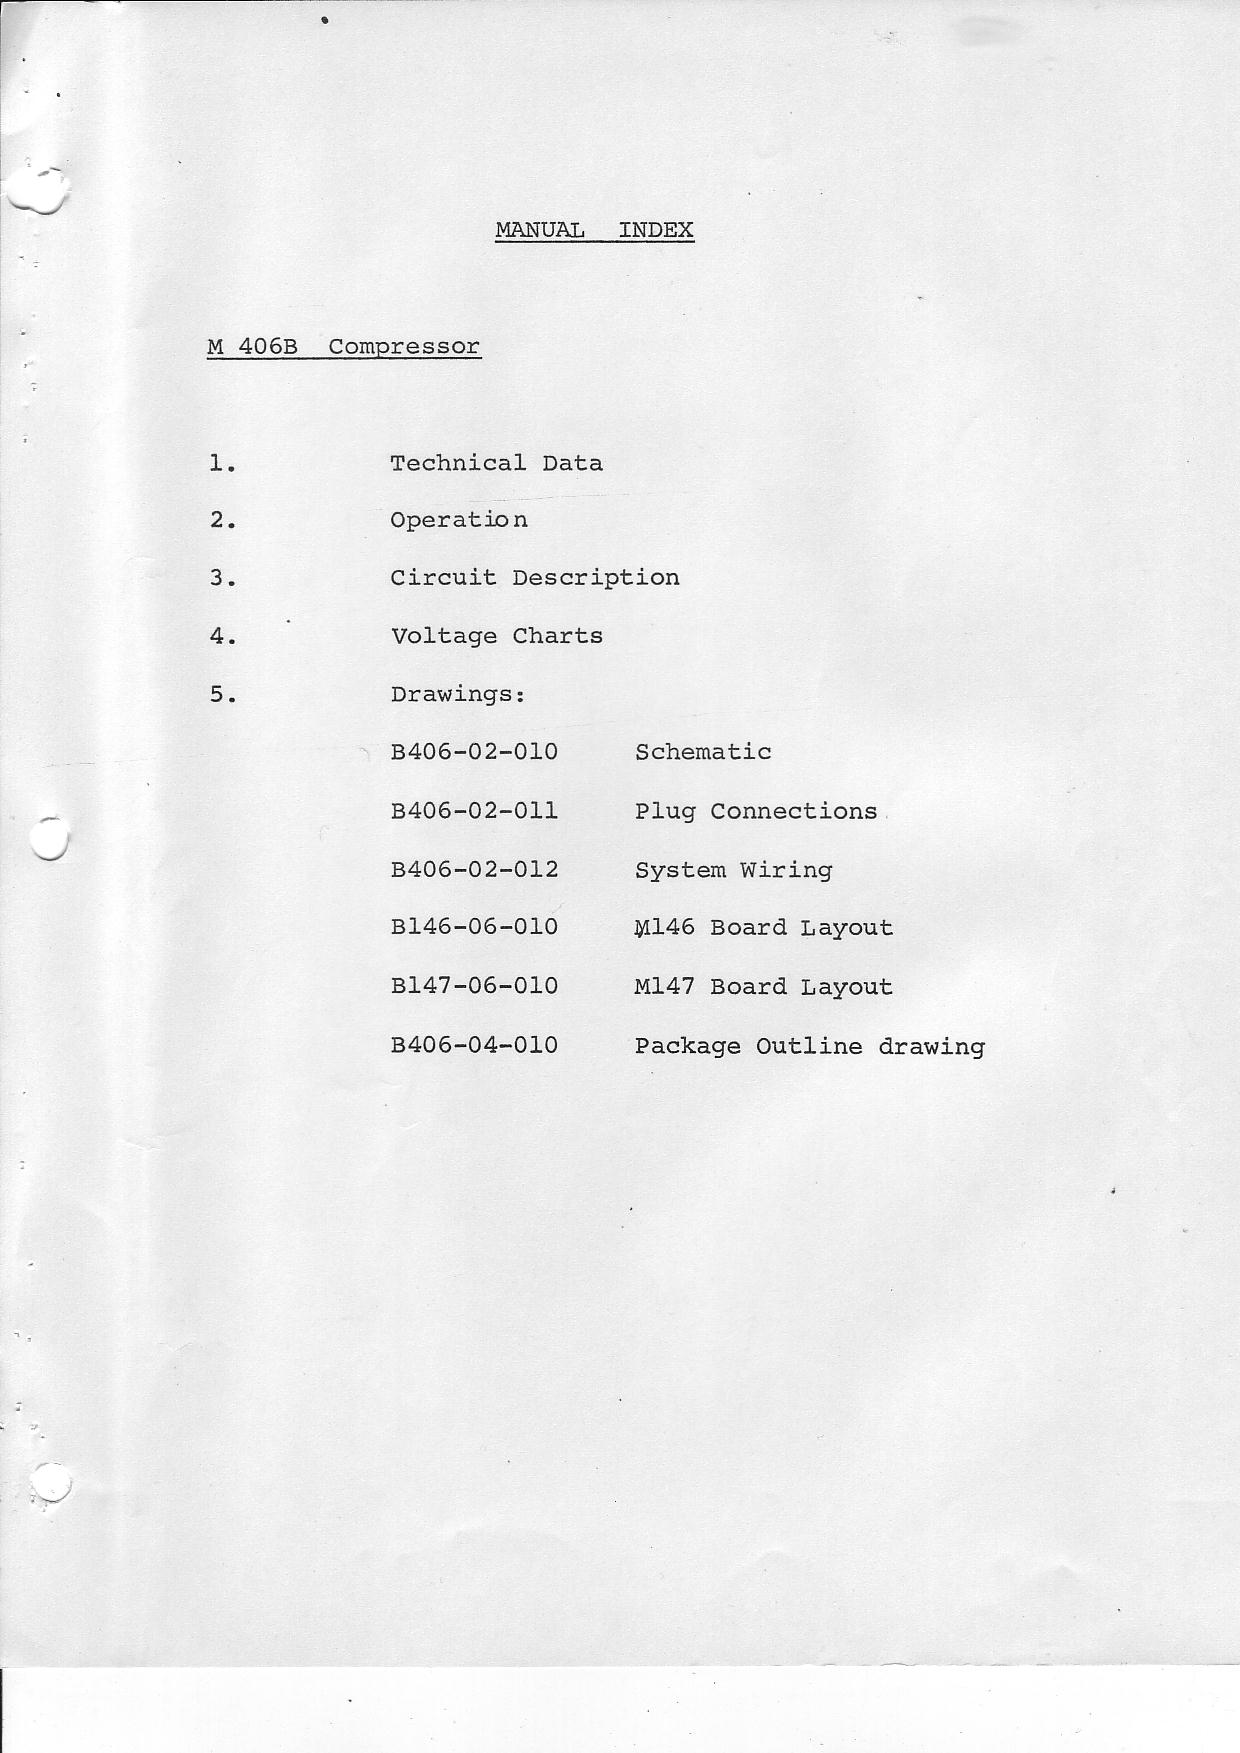 MANUAL INDEX
M 406B Compressor
1. Technical Data
2. Operation
3. Circuit Description
4. Voltage Charts
5. Drawings:
B406-02-010 Schematic
B406-02-011 Plug Connections
B406-02-012 System Wiring
B146-06-010 M146 Board Layout
B147-06-010 M147 Board Layout
B406-04-010 Package Outline drawing